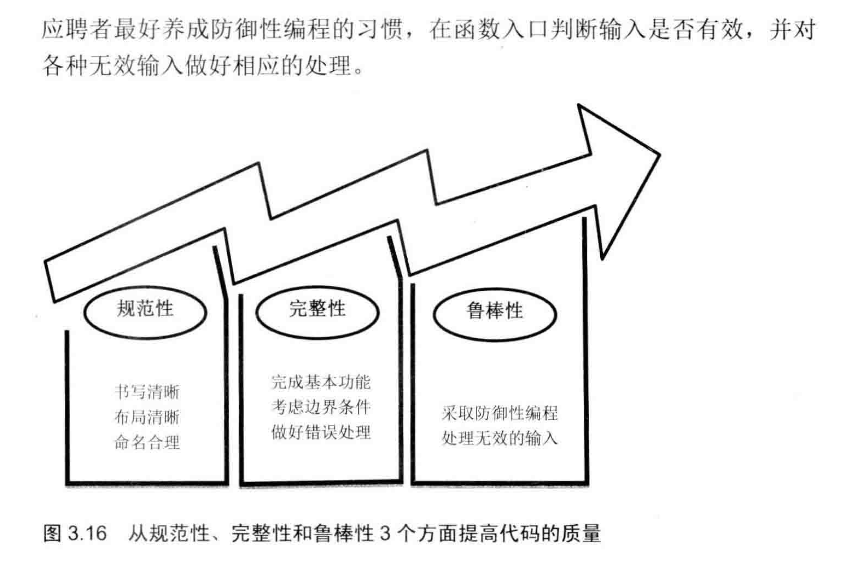 应聘者最好养成防御性编程的习惯，在函数入口判断输入是否有效，并对
各种无效输入做好相应的处理。
规范性
书写清晰
布局清晰
命名合理
完整性
完成基本功能
考虑边界条件
做好错误处理
鲁棒性
采取防御性编程
处理无效的输入
图 3.16 从规范性、完整性和鲁棒性 3 个方面提高代码的质量